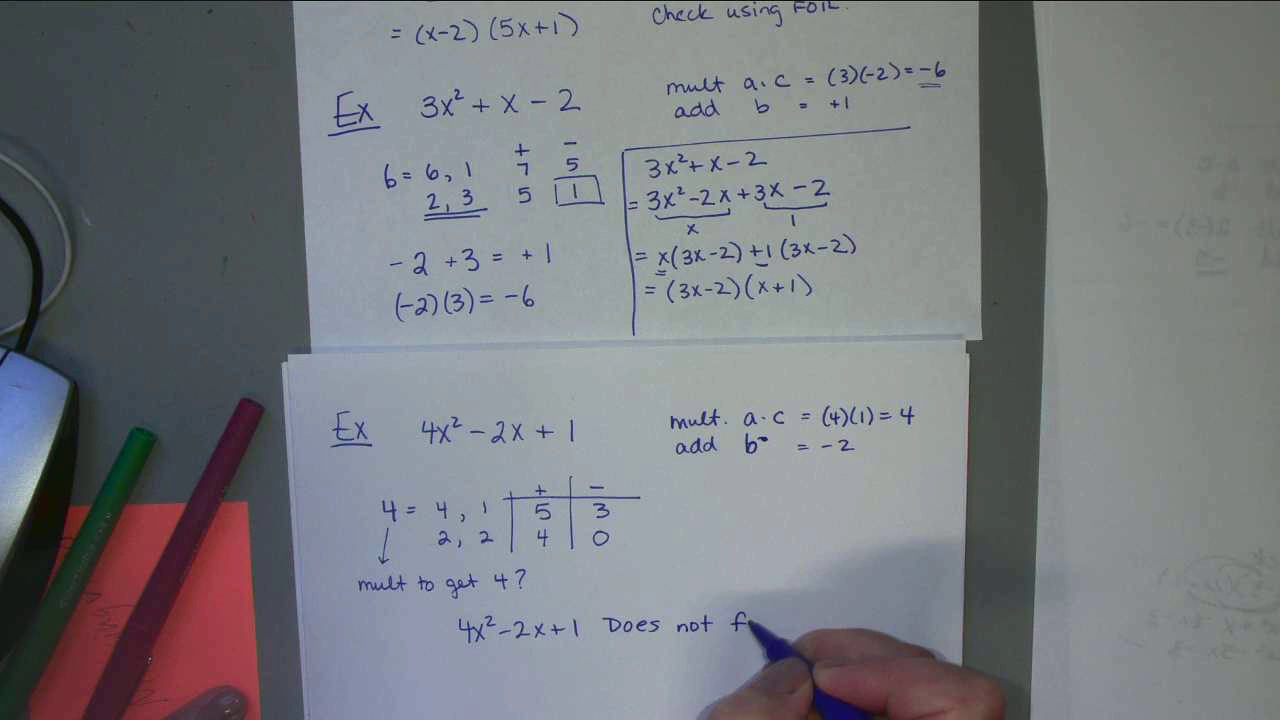 = (x-2) (5x+1)
Check using FOIL.
Ex 3x² + x - 2
mult a·c = (3)(-2) = -6
add b = +1
+ -
6 = 6, 1 7 5
2, 3 5 1
-2 + 3 = +1
(-2)(3) = -6
3x² + x - 2
= 3x² - 2x + 3x - 2
x 1
= x(3x-2) + 1(3x-2)
= (3x-2)(x+1)
Ex 4x² - 2x + 1
mult. a·c = (4)(1) = 4
add b = -2
+ -
4 = 4, 1 5 3
2, 2 4 0
mult to get 4?
4x² - 2x + 1 Does not f